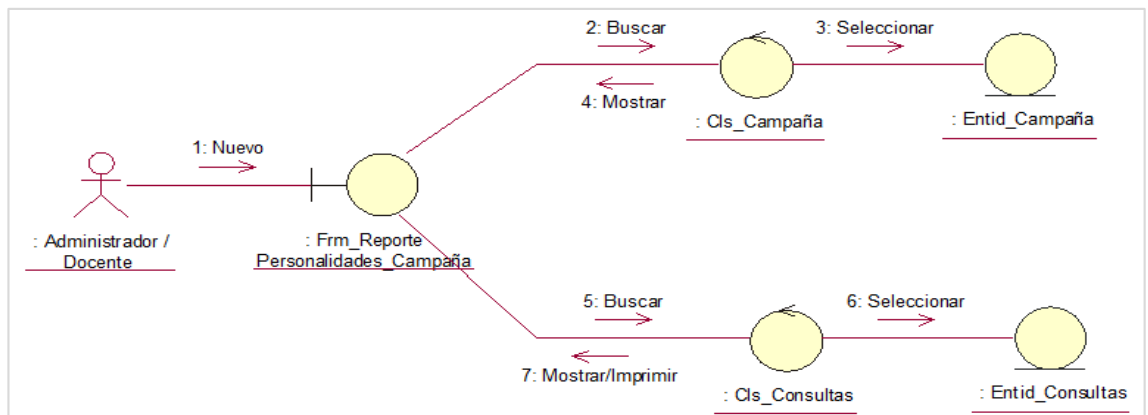 2: Buscar
3: Seleccionar
4: Mostrar
: Cls_Campaña
: Entid_Campaña
1: Nuevo
: Administrador /
Docente
: Frm_Reporte
Personalidades_Campaña
5: Buscar
6: Seleccionar
7: Mostrar/Imprimir
: Cls_Consultas
: Entid_Consultas